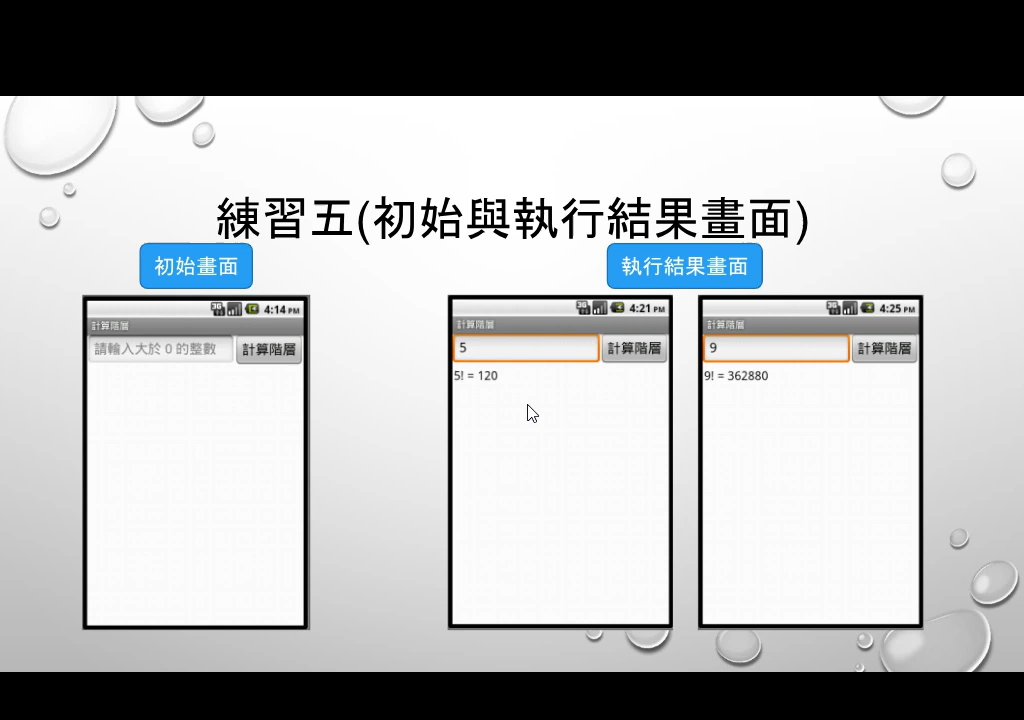 練習五(初始與執行結果畫面)
初始畫面
執行結果畫面
3G 4:14 PM
計算階層
請輸入大於 0 的整數 計算階層
3G 4:21 PM
計算階層
5 計算階層
5! = 120
3G 4:25 PM
計算階層
9 計算階層
9! = 362880